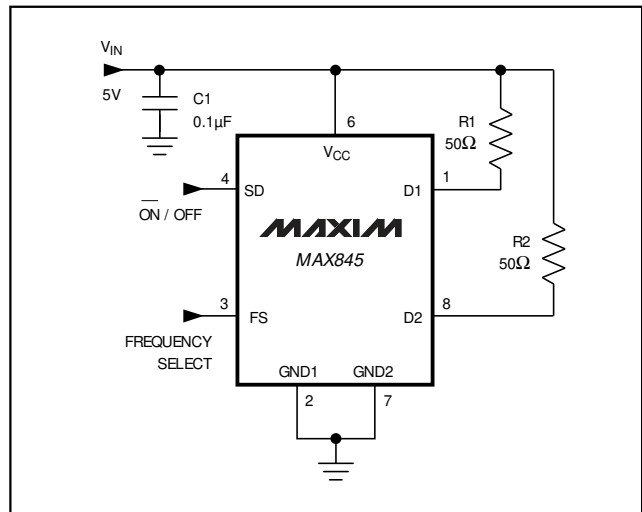 VIN
5V
C1
0.1µF
6
VCC
R1
50Ω
4
SD
D1
1
ON / OFF
MAXIM
MAX845
R2
50Ω
3
FS
D2
8
FREQUENCY
SELECT
GND1
GND2
2
7